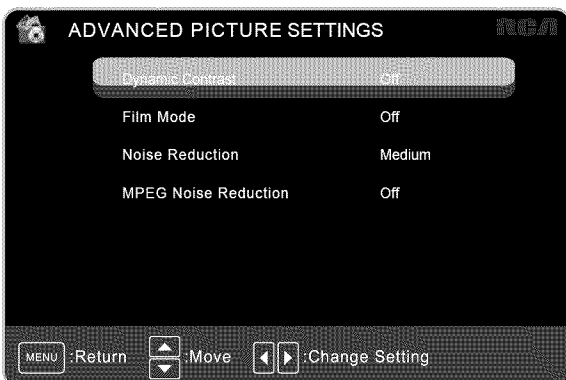 ADVANCED PICTURE SETTINGS RCA
Dynamic Contrast Off
Film Mode Off
Noise Reduction Medium
MPEG Noise Reduction Off
MENU :Return :Move :Change Setting